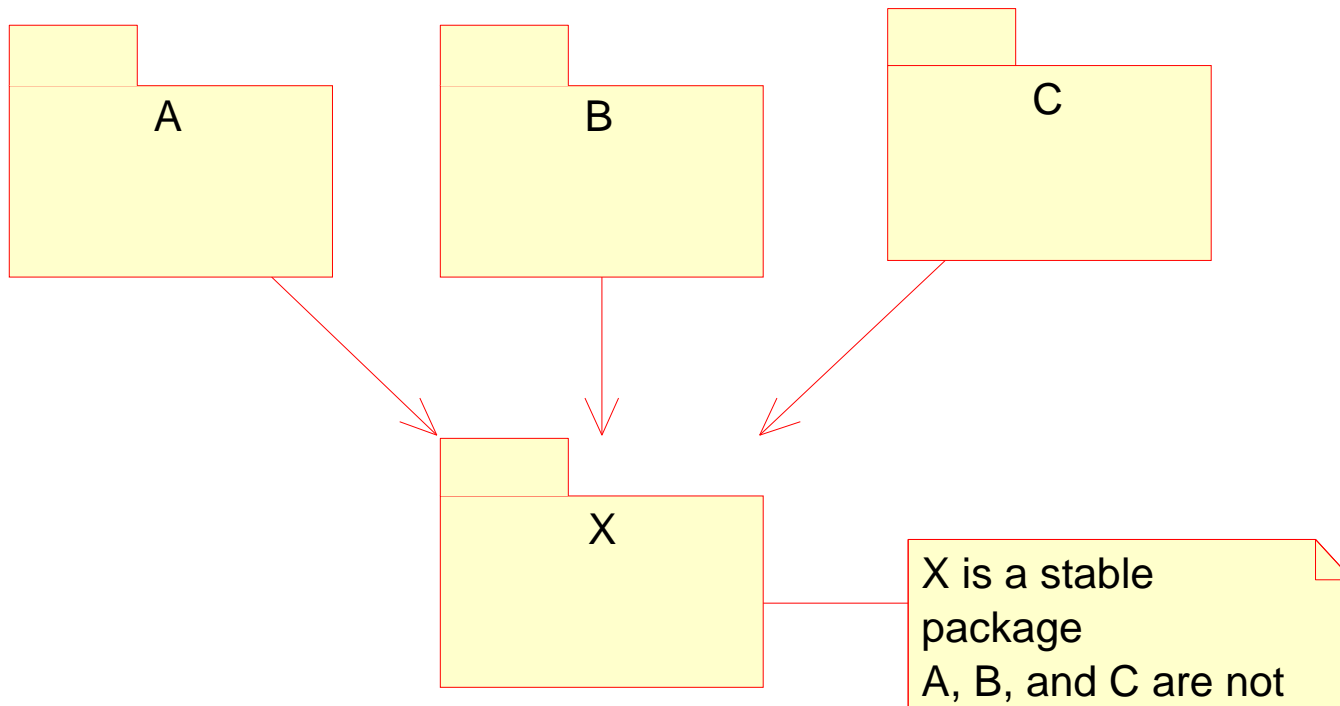 A
B
C
X
X is a stable
package
A, B, and C are not